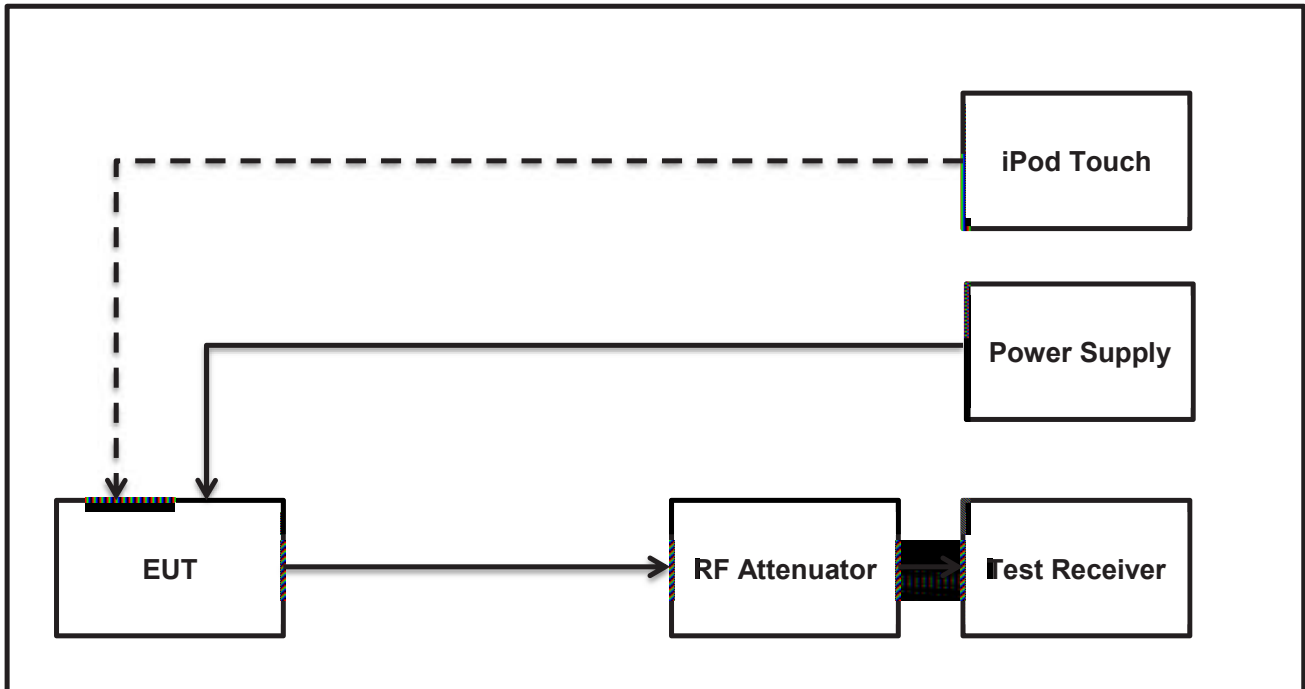 iPod Touch
Power Supply
EUT
RF Attenuator
Test Receiver